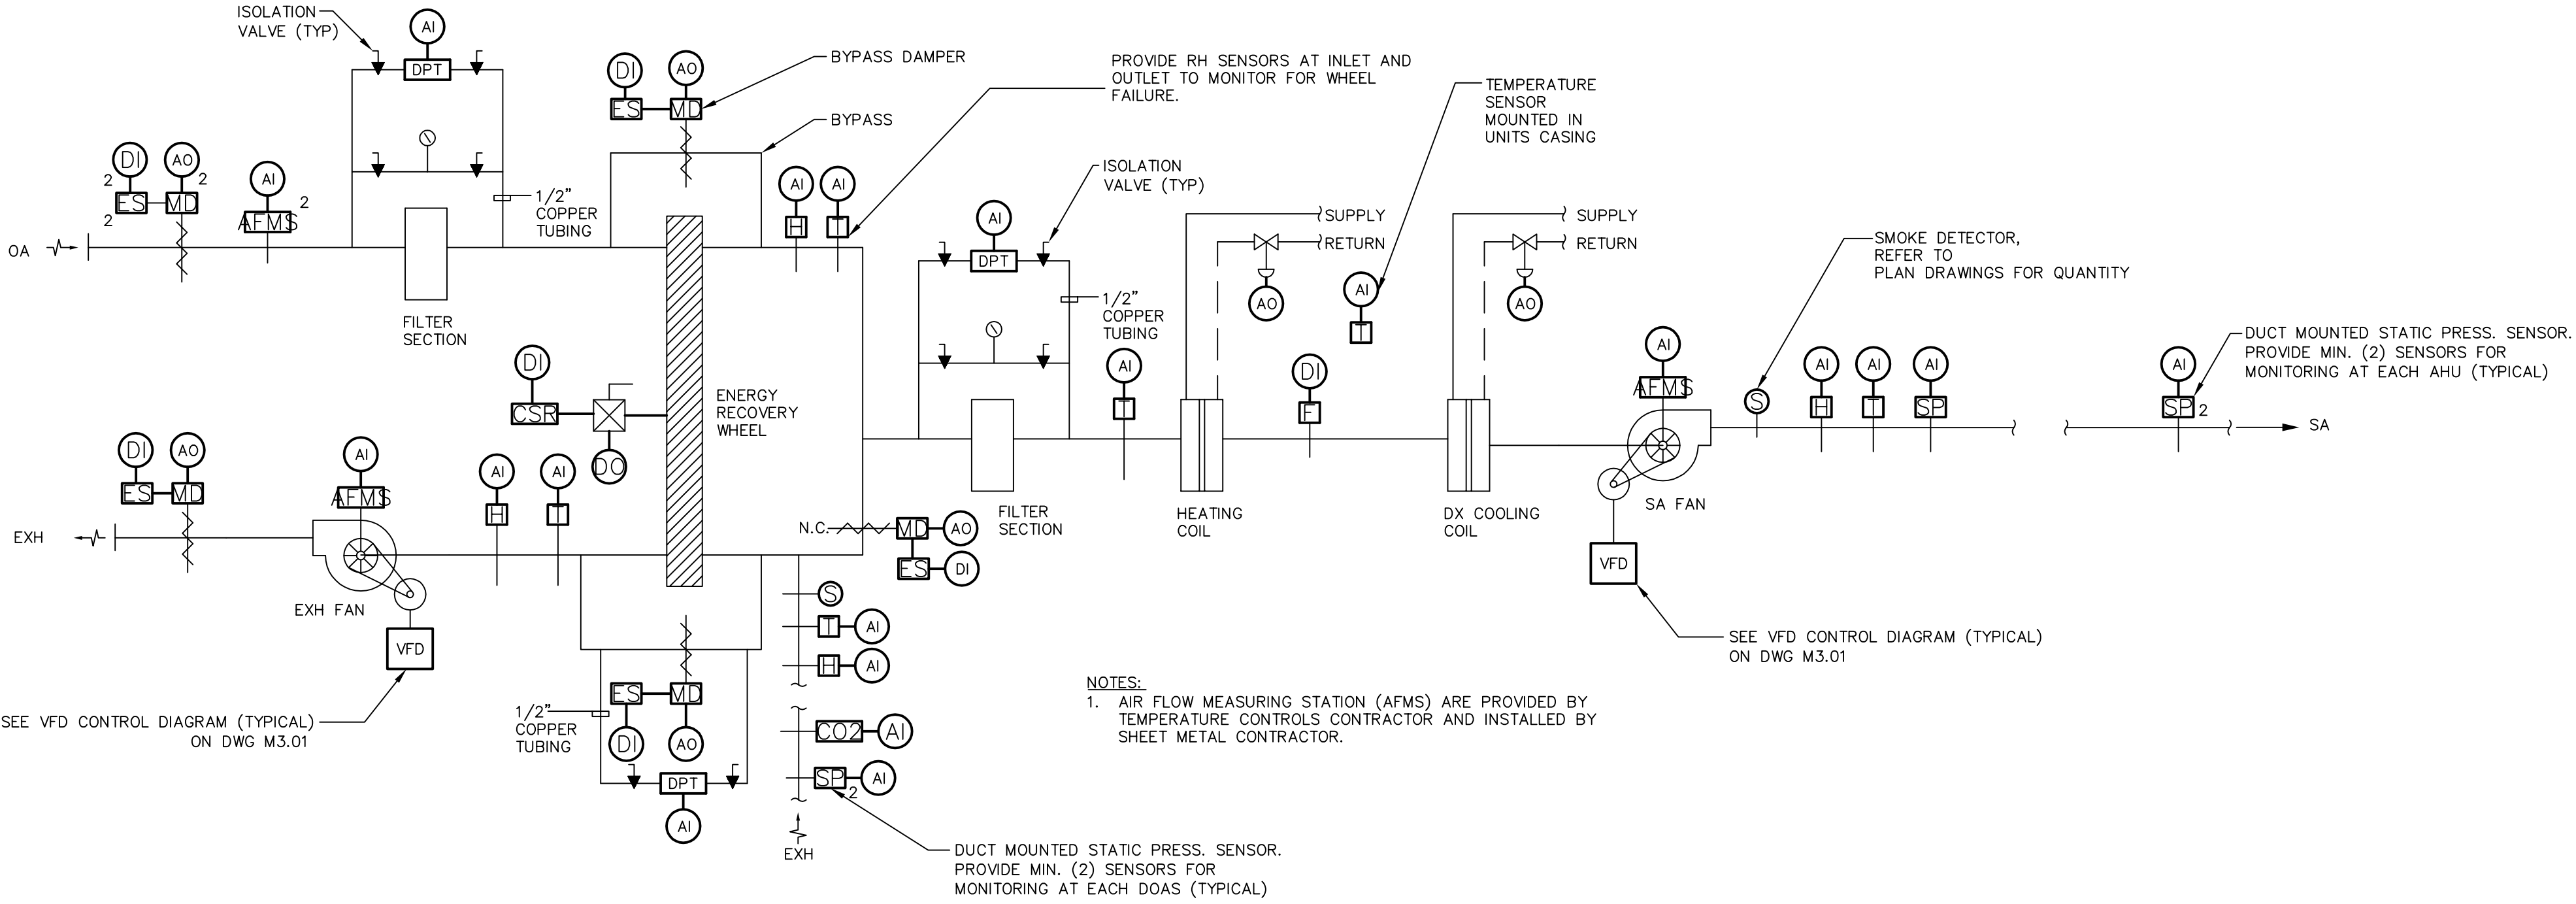 ISOLATION
VALVE (TYP)
AI
DPT
DI
AO
ES
MD
BYPASS DAMPER
BYPASS
PROVIDE RH SENSORS AT INLET AND
OUTLET TO MONITOR FOR WHEEL
FAILURE.
TEMPERATURE
SENSOR
MOUNTED IN
UNITS CASING
DI
AO
2
2
ES
MD
2
AI
AFMS
2
1/2"
COPPER
TUBING
AI
AI
H
T
ISOLATION
VALVE (TYP)
AI
DPT
SUPPLY
RETURN
AO
SUPPLY
RETURN
AO
OA
FILTER
SECTION
1/2"
COPPER
TUBING
AI
T
SMOKE DETECTOR,
REFER TO
PLAN DRAWINGS FOR QUANTITY
DUCT MOUNTED STATIC PRESS. SENSOR.
PROVIDE MIN. (2) SENSORS FOR
MONITORING AT EACH AHU (TYPICAL)
DI
CSR
DO
ENERGY
RECOVERY
WHEEL
AI
T
DI
F
AI
AFMS
S
AI
H
AI
T
AI
SP
AI
SP
2
SA
DI
AO
ES
MD
AI
AFMS
AI
H
AI
T
EXH
EXH FAN
VFD
N.C.
MD
AO
ES
DI
FILTER
SECTION
HEATING
COIL
DX COOLING
COIL
SA FAN
VFD
S
T
AI
H
AI
CO2
AI
SP
2
AI
EXH
ES
MD
DI
AO
1/2"
COPPER
TUBING
DPT
AI
SEE VFD CONTROL DIAGRAM (TYPICAL)
ON DWG M3.01
SEE VFD CONTROL DIAGRAM (TYPICAL)
ON DWG M3.01
NOTES:
1. AIR FLOW MEASURING STATION (AFMS) ARE PROVIDED BY
TEMPERATURE CONTROLS CONTRACTOR AND INSTALLED BY
SHEET METAL CONTRACTOR.
DUCT MOUNTED STATIC PRESS. SENSOR.
PROVIDE MIN. (2) SENSORS FOR
MONITORING AT EACH DOAS (TYPICAL)